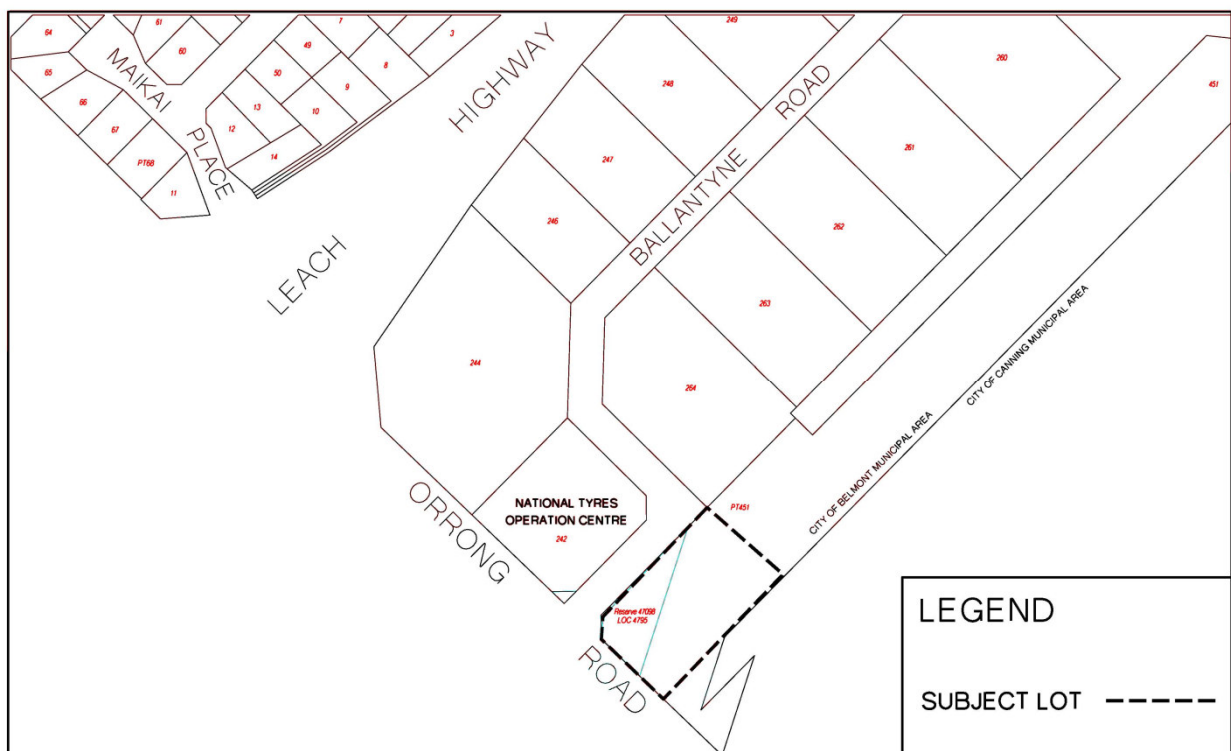 64
61
60
65
66
67
PT68
11
MAIKAI
PLACE
7
49
50
13
12
14
3
8
9
10
LEACH
HIGHWAY
249
248
247
246
244
BALLANTYNE
ROAD
260
261
262
263
264
451
CITY OF CANNING MUNICIPAL AREA
CITY OF BELMONT MUNICIPAL AREA
PT451
NATIONAL TYRES
OPERATION CENTRE
242
ORRONG
ROAD
Reserve 47098
LOC 4795
LEGEND
SUBJECT LOT